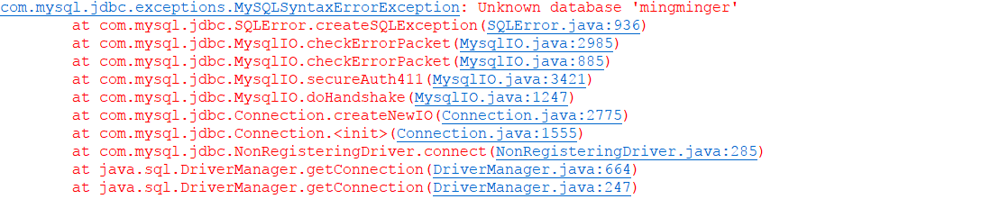 com.mysql.jdbc.exceptions.MySQLSyntaxErrorException: Unknown database 'mingminger'
at com.mysql.jdbc.SQLError.createSQLException(SQLError.java:936)
at com.mysql.jdbc.MysqlIO.checkErrorPacket(MysqlIO.java:2985)
at com.mysql.jdbc.MysqlIO.checkErrorPacket(MysqlIO.java:885)
at com.mysql.jdbc.MysqlIO.secureAuth411(MysqlIO.java:3421)
at com.mysql.jdbc.MysqlIO.doHandshake(MysqlIO.java:1247)
at com.mysql.jdbc.Connection.createNewIO(Connection.java:2775)
at com.mysql.jdbc.Connection.<init>(Connection.java:1555)
at com.mysql.jdbc.NonRegisteringDriver.connect(NonRegisteringDriver.java:285)
at java.sql.DriverManager.getConnection(DriverManager.java:664)
at java.sql.DriverManager.getConnection(DriverManager.java:247)